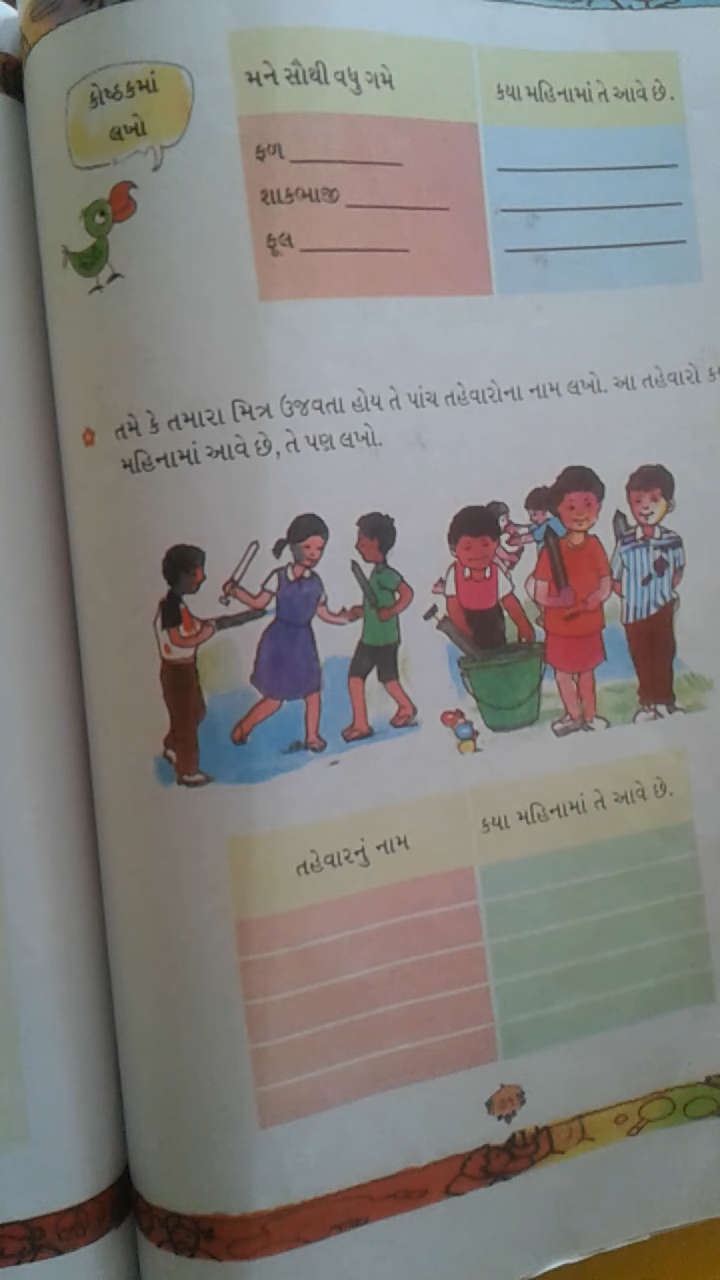 કોષ્ઠકમાં
લખો
મને સૌથી વધુ ગમે
કયા મહિનામાં તે આવે છે.
ફળ
શાકભાજી
ફૂલ
તમે કે તમારા મિત્ર ઉજવતા હોય તે પાંચ તહેવારોના નામ લખો. આ તહેવારો
મહિનામાં આવે છે, તે પણ લખો.
તહેવારનું નામ
કયા મહિનામાં તે આવે છે.